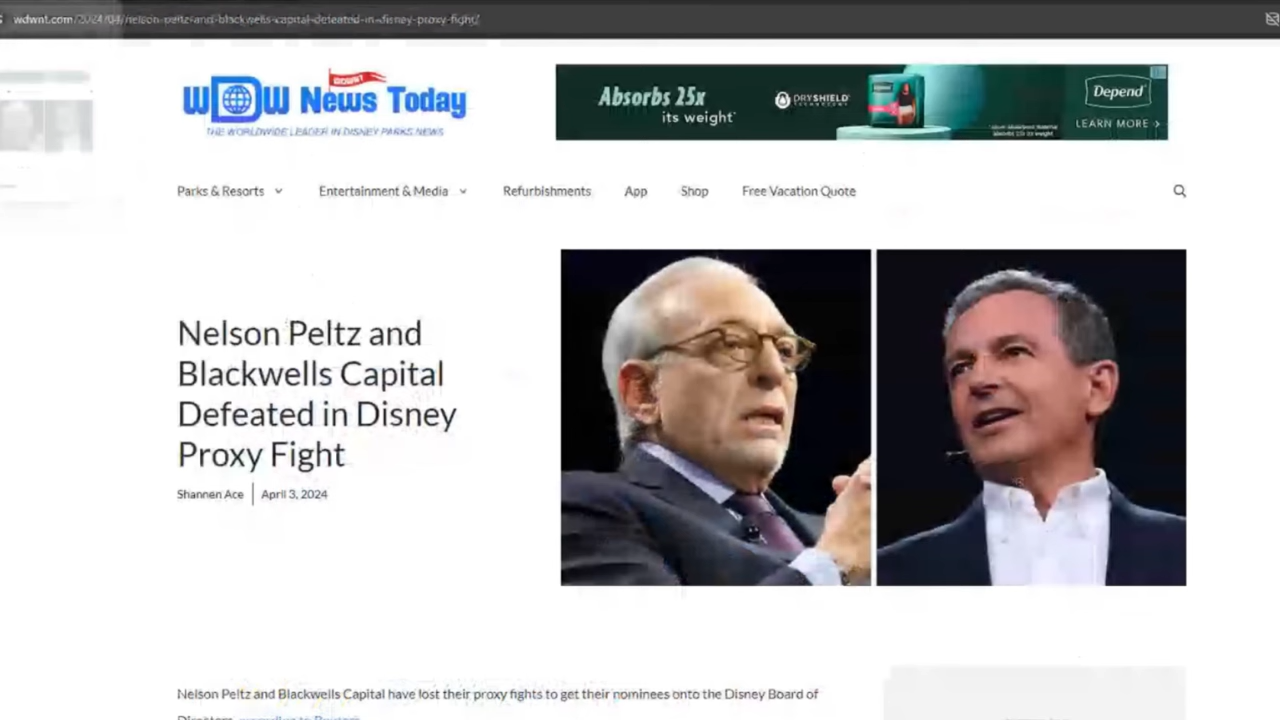 wdwnt.com/2024/04/nelson-peltz-and-blackwells-capital-defeated-in-disney-proxy-fight/
WDWNT
WDW News Today
THE WORLDWIDE LEADER IN DISNEY PARKS NEWS
Absorbs 25x
its weight*
DRYSHIELD
Depend
LEARN MORE >
Parks & Resorts
Entertainment & Media
Refurbishments
App
Shop
Free Vacation Quote
Nelson Peltz and
Blackwells Capital
Defeated in Disney
Proxy Fight
Shannen Ace
April 3, 2024
Nelson Peltz and Blackwells Capital have lost their proxy fights to get their nominees onto the Disney Board of